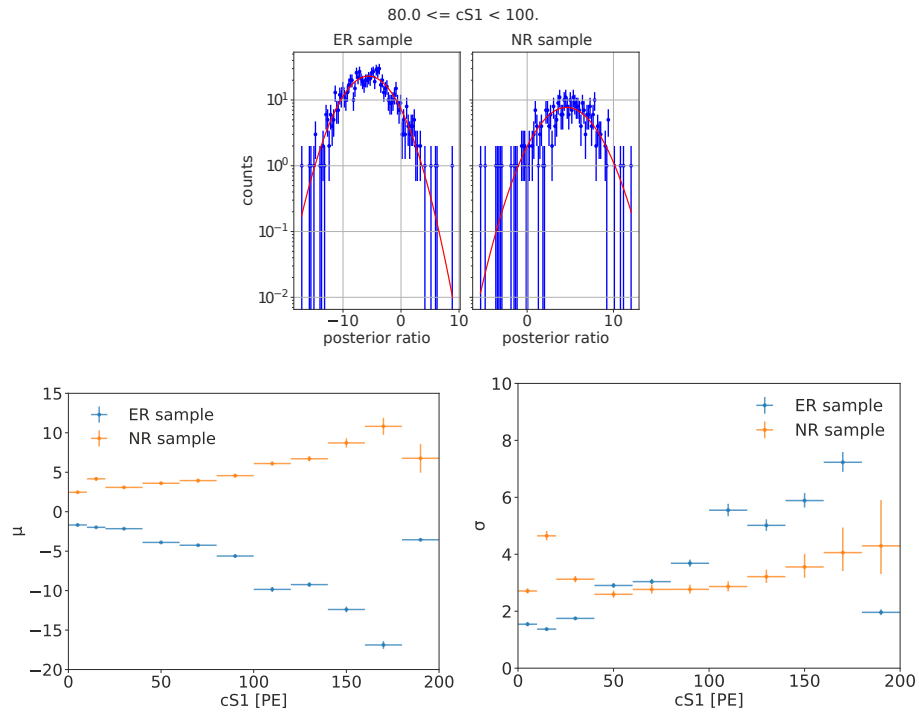 80.0 <= cS1 < 100.
ER sample
NR sample
counts
10¹
10⁰
10⁻¹
10⁻²
−10 0 10
0 10
posterior ratio
posterior ratio
15
10
5
0
−5
−10
−15
−20
μ
ER sample
NR sample
0 50 100 150 200
cS1 [PE]
10
8
6
4
2
0
σ
ER sample
NR sample
0 50 100 150 200
cS1 [PE]